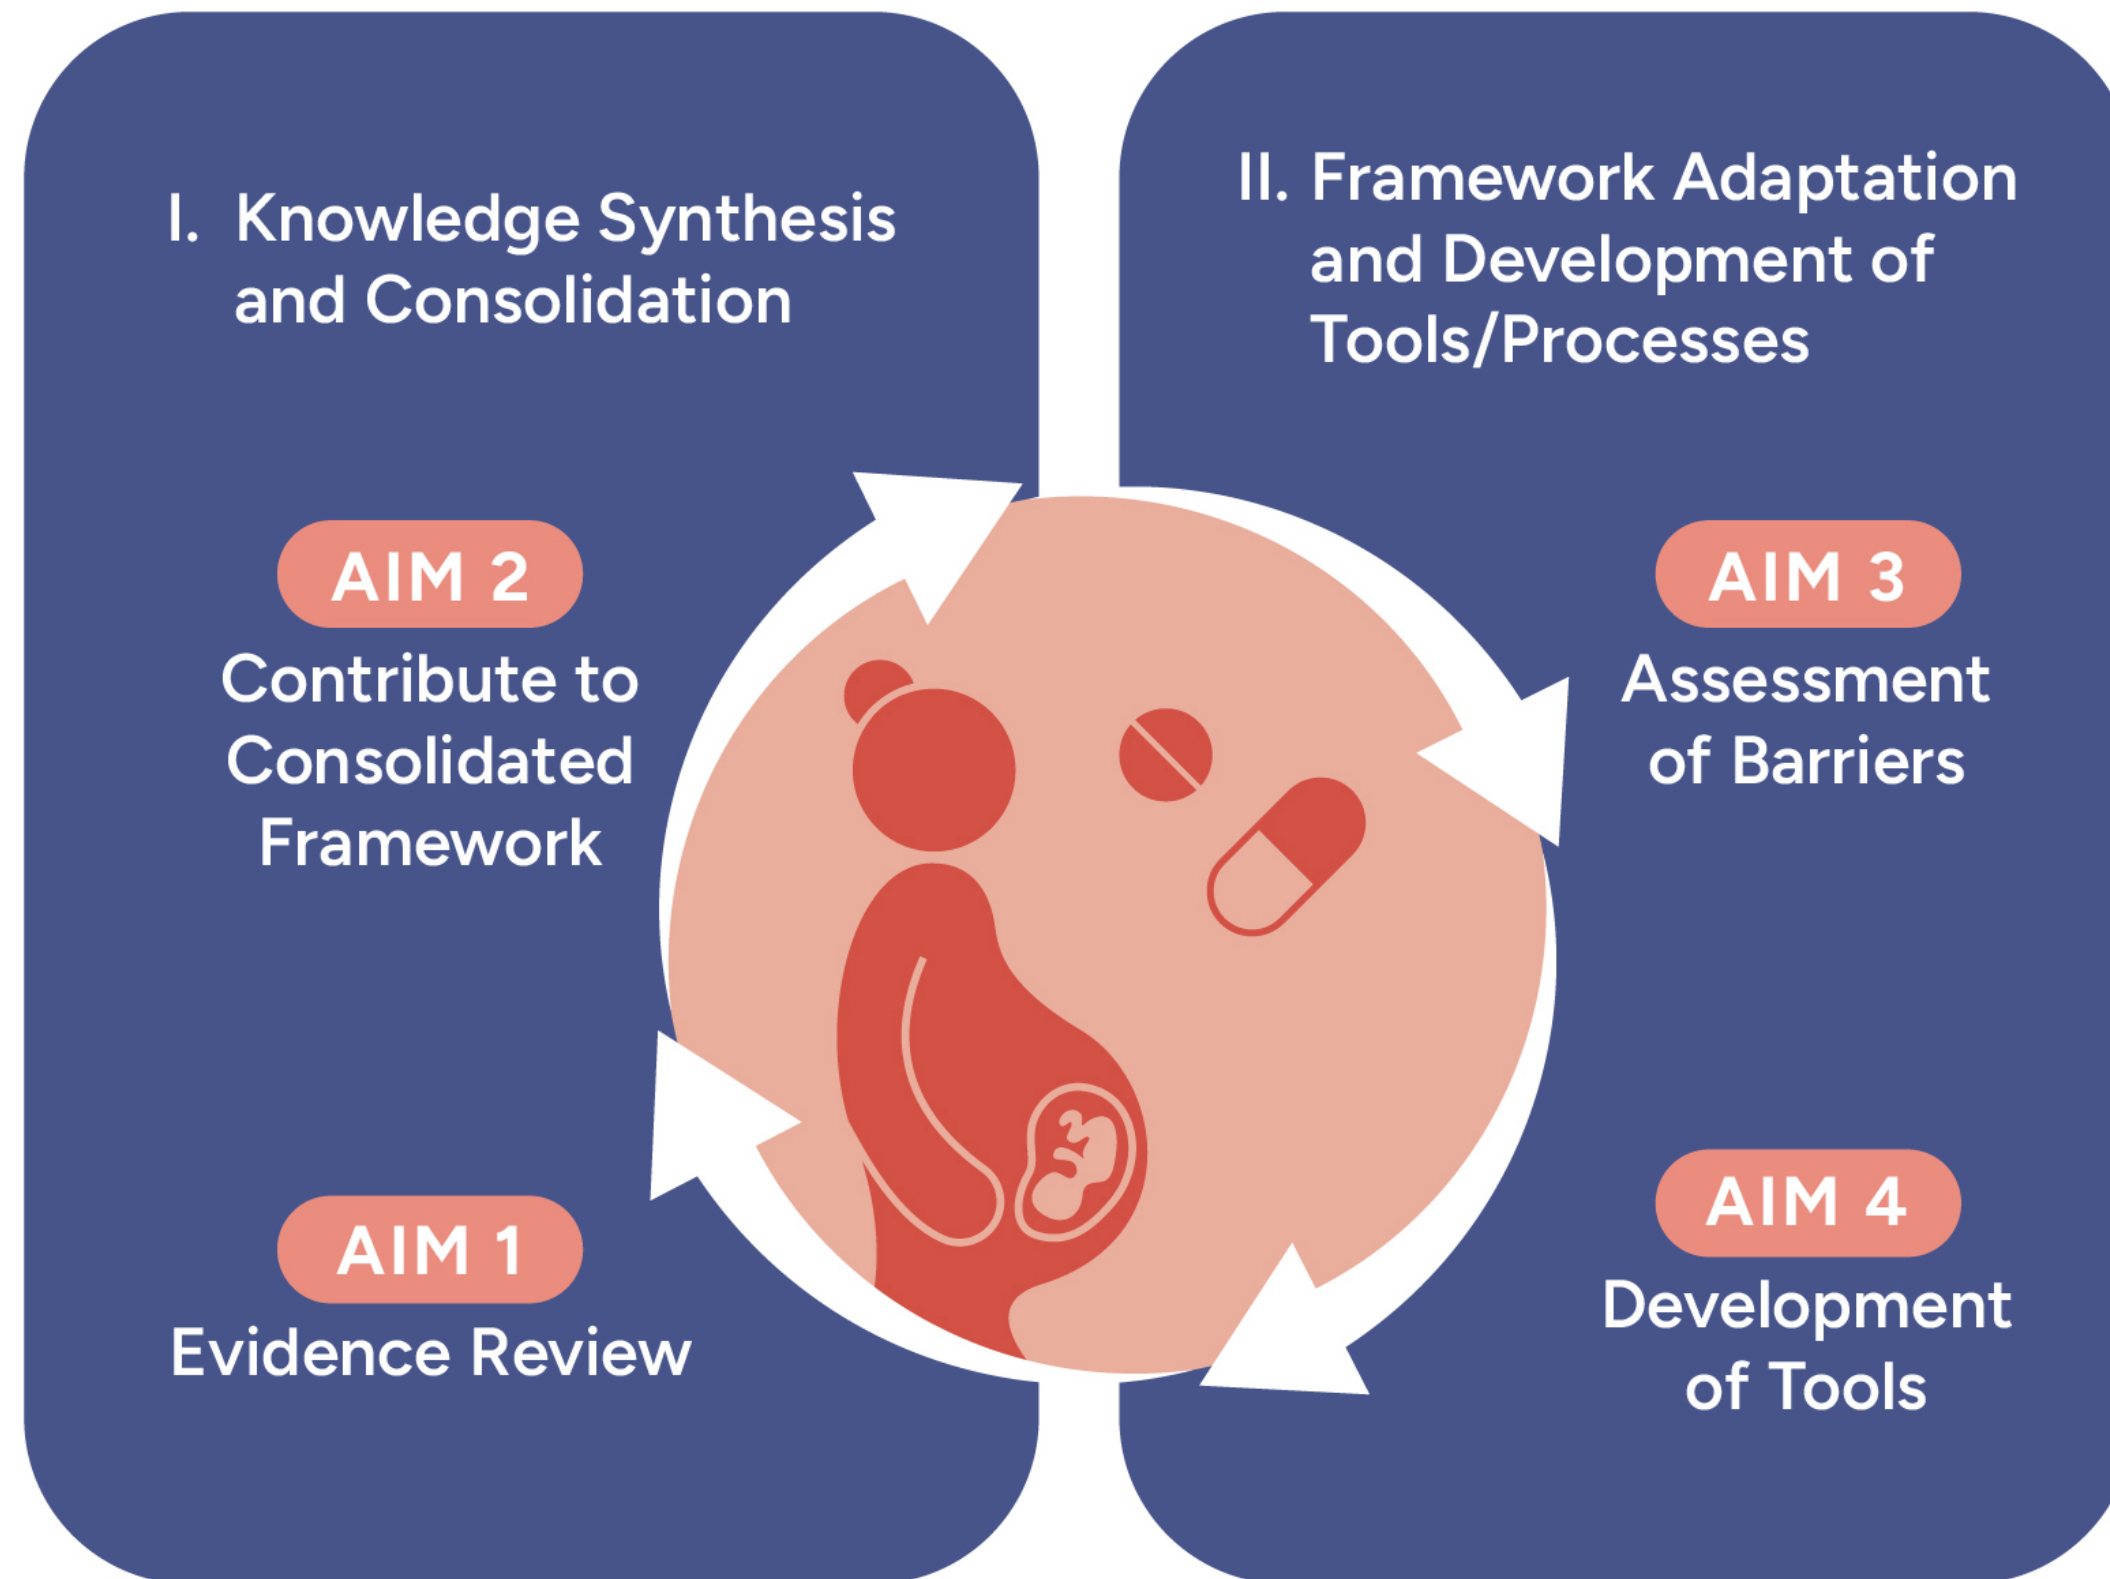 I. Knowledge Synthesis
and Consolidation
AIM 2
Contribute to
Consolidated
Framework
AIM 1
Evidence Review
II. Framework Adaptation
and Development of
Tools/Processes
AIM 3
Assessment
of Barriers
AIM 4
Development
of Tools